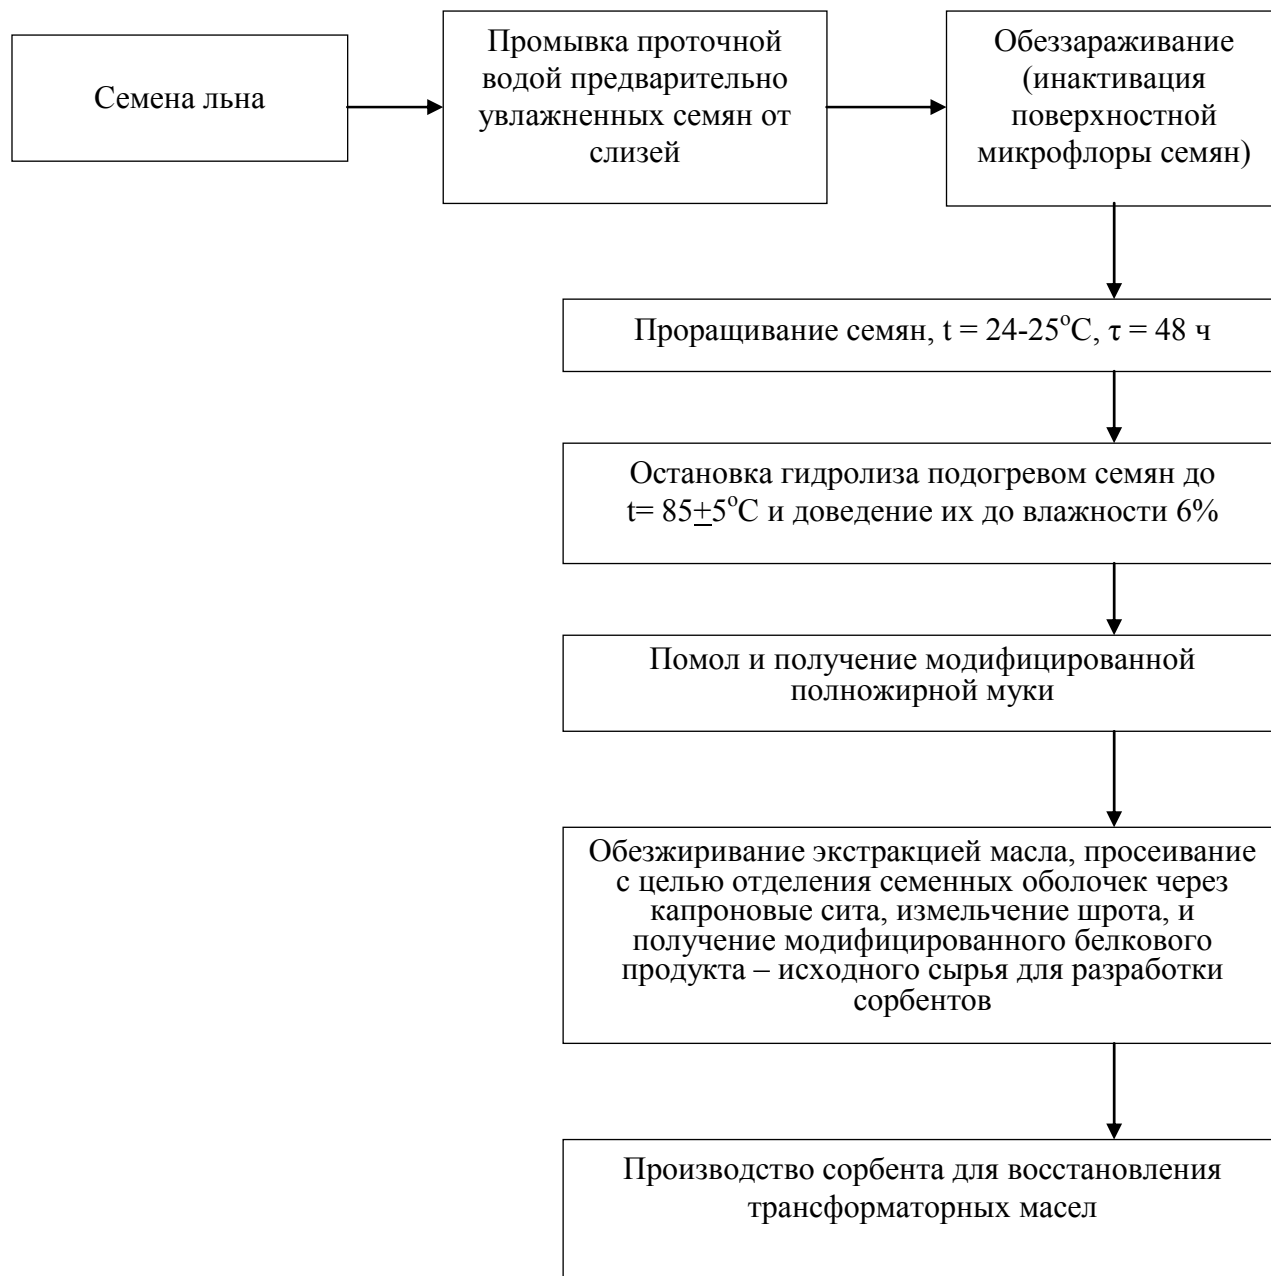 Семена льна
Промывка проточной
водой предварительно
увлажненных семян от
слизей
Обеззараживание
(инактивация
поверхностной
микрофлоры семян)
Проращивание семян, t = 24-25°С, τ = 48 ч
Остановка гидролиза подогревом семян до
t= 85±5°С и доведение их до влажности 6%
Помол и получение модифицированной
полножирной муки
Обезжиривание экстракцией масла, просеивание
с целью отделения семенных оболочек через
капроновые сита, измельчение шрота, и
получение модифицированного белкового
продукта – исходного сырья для разработки
сорбентов
Производство сорбента для восстановления
трансформаторных масел